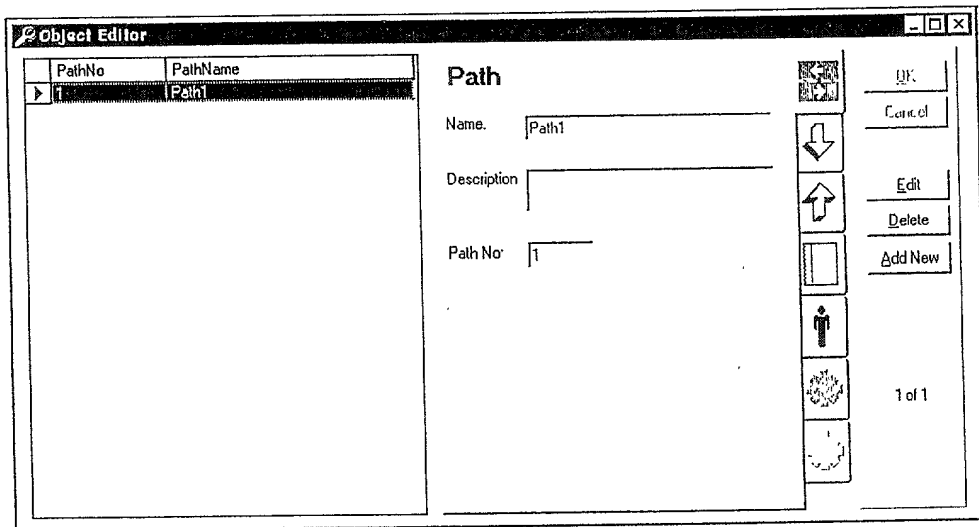 Object Editor
PathNo PathName
1 Path1
Path
Name.
Path1
Description
Path No:
1
OK
Cancel
Edit
Delete
Add New
1 of 1